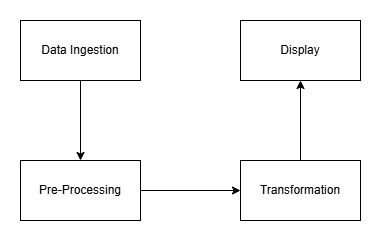 Data Ingestion
Display
Pre-Processing
Transformation